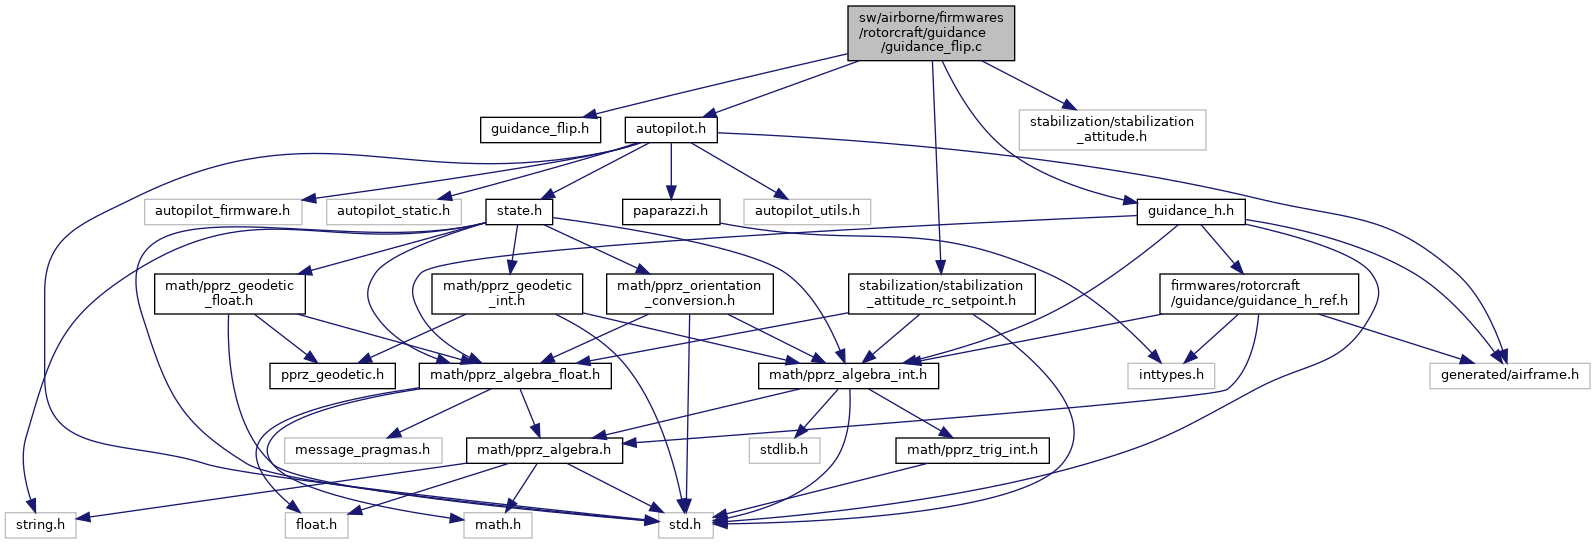 sw/airborne/firmwares
/rotorcraft/guidance
/guidance_flip.c
guidance_flip.h
autopilot.h
stabilization/stabilization
_attitude.h
autopilot_firmware.h
autopilot_static.h
state.h
paparazzi.h
autopilot_utils.h
guidance_h.h
math/pprz_geodetic
_float.h
math/pprz_geodetic
_int.h
math/pprz_orientation
_conversion.h
stabilization/stabilization
_attitude_rc_setpoint.h
firmwares/rotorcraft
/guidance/guidance_h_ref.h
pprz_geodetic.h
math/pprz_algebra_float.h
math/pprz_algebra_int.h
inttypes.h
generated/airframe.h
message_pragmas.h
math/pprz_algebra.h
stdlib.h
math/pprz_trig_int.h
string.h
float.h
math.h
std.h